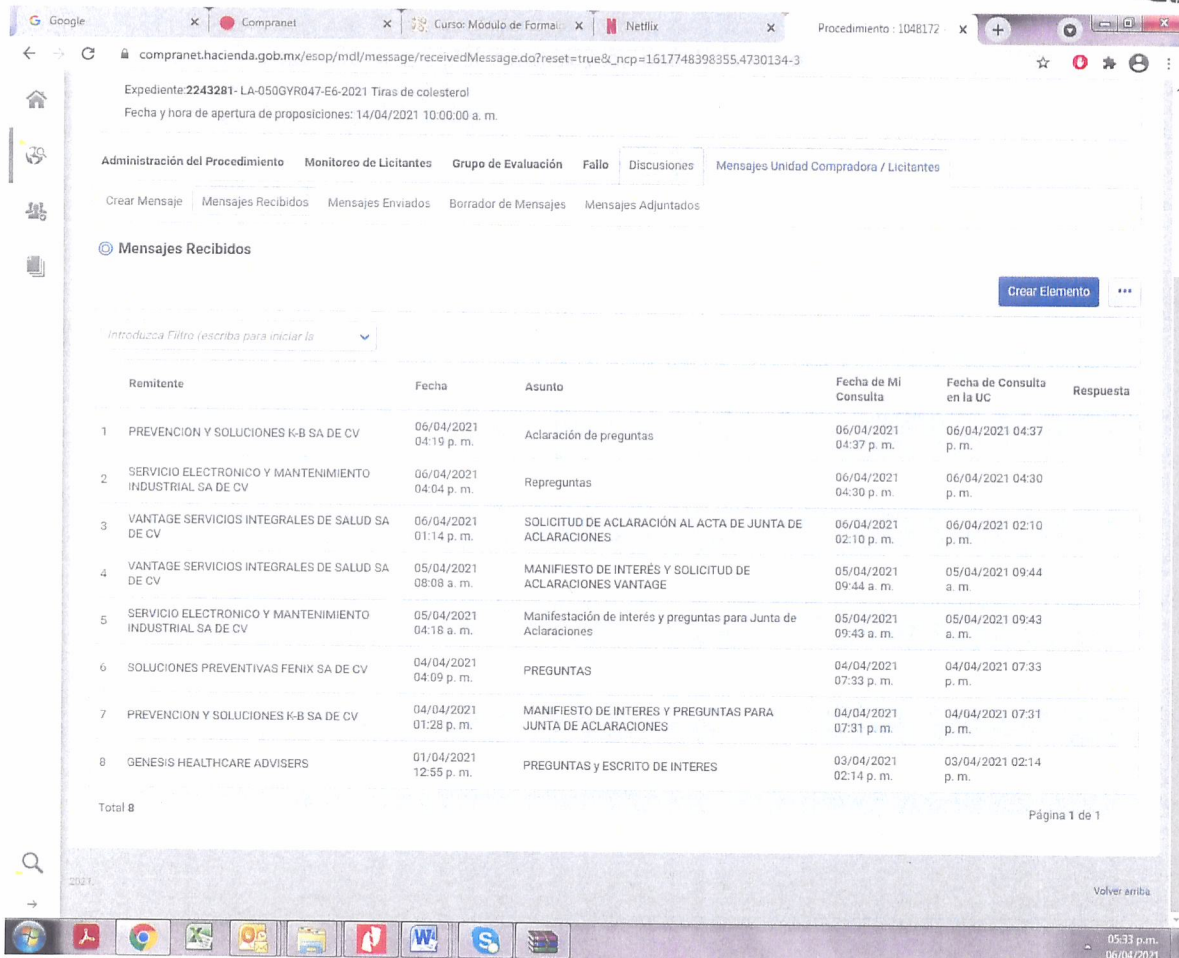 Google
Compranet
Curso: Módulo de Formal
Netflix
Procedimiento : 1048172
compranet.hacienda.gob.mx/esop/mdl/message/receivedMessage.do?reset=true&_ncp=1617748398355.4730134-3
Expediente:2243281- LA-050GYR047-E6-2021 Tiras de colesterol
Fecha y hora de apertura de proposiciones: 14/04/2021 10:00:00 a. m.
Administración del Procedimiento Monitoreo de Licitantes Grupo de Evaluación Fallo Discusiones Mensajes Unidad Compradora / Licitantes
Crear Mensaje Mensajes Recibidos Mensajes Enviados Borrador de Mensajes Mensajes Adjuntados
Mensajes Recibidos
Crear Elemento ...
Introduzca Filtro (escriba para iniciar la
Remitente Fecha Asunto Fecha de Mi Consulta Fecha de Consulta en la UC Respuesta
1 PREVENCION Y SOLUCIONES K-B SA DE CV 06/04/2021 04:19 p. m. Aclaración de preguntas 06/04/2021 04:37 p. m. 06/04/2021 04:37 p. m.
2 SERVICIO ELECTRONICO Y MANTENIMIENTO INDUSTRIAL SA DE CV 06/04/2021 04:04 p. m. Repreguntas 06/04/2021 04:30 p. m. 06/04/2021 04:30 p. m.
3 VANTAGE SERVICIOS INTEGRALES DE SALUD SA DE CV 06/04/2021 01:14 p. m. SOLICITUD DE ACLARACIÓN AL ACTA DE JUNTA DE ACLARACIONES 06/04/2021 02:10 p. m. 06/04/2021 02:10 p. m.
4 VANTAGE SERVICIOS INTEGRALES DE SALUD SA DE CV 05/04/2021 08:08 a. m. MANIFIESTO DE INTERÉS Y SOLICITUD DE ACLARACIONES VANTAGE 05/04/2021 09:44 a. m. 05/04/2021 09:44 a. m.
5 SERVICIO ELECTRONICO Y MANTENIMIENTO INDUSTRIAL SA DE CV 05/04/2021 04:18 a. m. Manifestación de interés y preguntas para Junta de Aclaraciones 05/04/2021 09:43 a. m. 05/04/2021 09:43 a. m.
6 SOLUCIONES PREVENTIVAS FENIX SA DE CV 04/04/2021 04:09 p. m. PREGUNTAS 04/04/2021 07:33 p. m. 04/04/2021 07:33 p. m.
7 PREVENCION Y SOLUCIONES K-B SA DE CV 04/04/2021 01:28 p. m. MANIFIESTO DE INTERES Y PREGUNTAS PARA JUNTA DE ACLARACIONES 04/04/2021 07:31 p. m. 04/04/2021 07:31 p. m.
8 GENESIS HEALTHCARE ADVISERS 01/04/2021 12:55 p. m. PREGUNTAS y ESCRITO DE INTERES 03/04/2021 02:14 p. m. 03/04/2021 02:14 p. m.
Total 8
Página 1 de 1
2021
Volver arriba
05:33 p.m.
06/04/2021